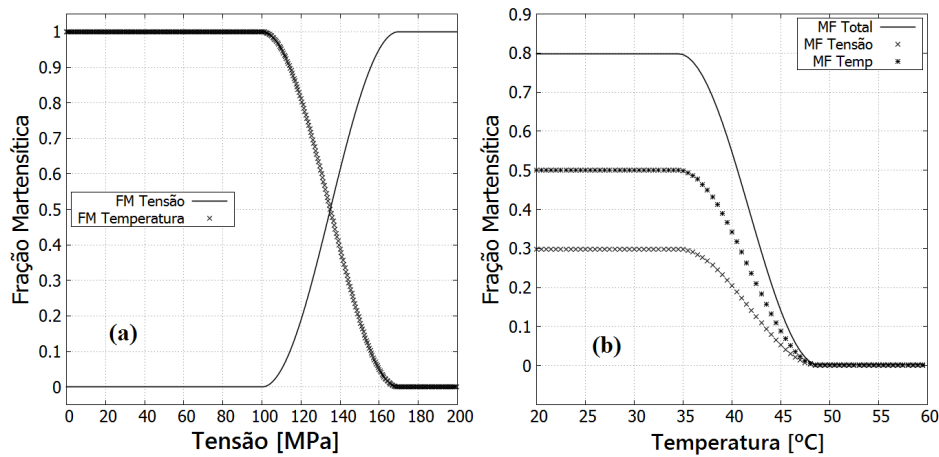 1
0.9
0.8
0.7
0.6
0.5
0.4
0.3
0.2
0.1
0
Fração Martensítica
FM Tensão
FM Temperatura
(a)
0 20 40 60 80 100 120 140 160 180 200
Tensão [MPa]
0.9
0.8
0.7
0.6
0.5
0.4
0.3
0.2
0.1
0
Fração Martensítica
MF Total
MF Tensão
MF Temp
(b)
20 25 30 35 40 45 50 55 60
Temperatura [ºC]